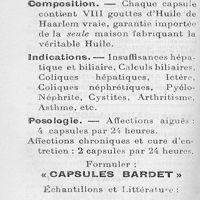 Composition. — Chaque capsule
contient VIII gouttes d'Huile de
Haarlem vraie, garantie importée
de la seule maison fabriquant la
véritable Huile.
Indications. — Insuffisances hépa-
tique et biliaire, Calculs biliaires,
Coliques hépatiques, Ictère,
Coliques néphrétiques, Pyélo-
Néphrite, Cystites, Arthritisme,
Asthme, etc.
Posologie. — Affections aiguës :
4 capsules par 24 heures.
Affections chroniques et cure d'en-
tretien : 2 capsules par 24 heures.
Formuler :
« CAPSULES BARDET »
Échantillons et Littérature :